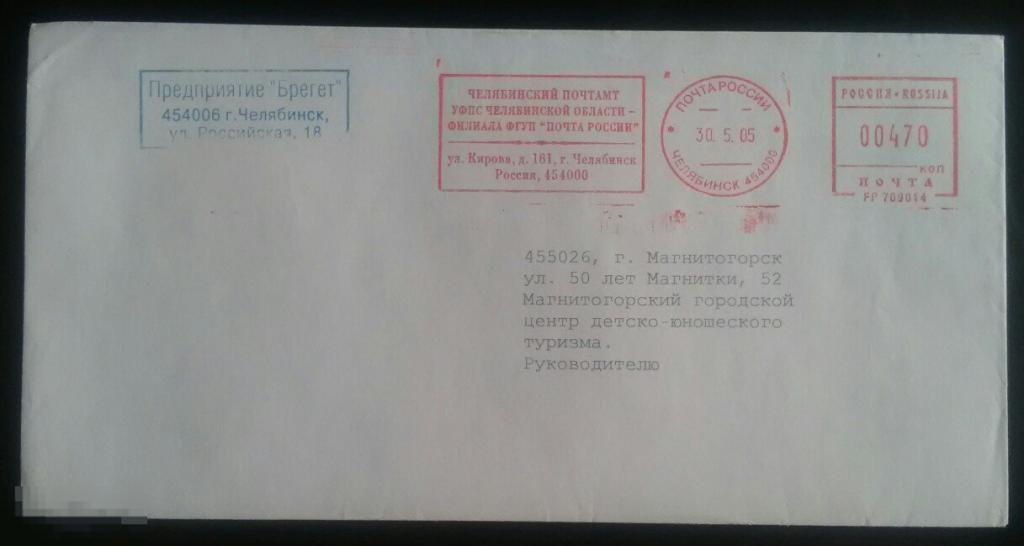 Предприятие "Брегет"
454006 г.Челябинск,
ул. Российская, 18
ЧЕЛЯБИНСКИЙ ПОЧТАМТ
УФПС ЧЕЛЯБИНСКОЙ ОБЛАСТИ –
ФИЛИАЛА ФГУП "ПОЧТА РОССИИ"
ул. Кирова, д. 161, г. Челябинск
Россия, 454000
ПОЧТА РОССИИ
30. 5. 05
ЧЕЛЯБИНСК 454000
РОССИЯ • ROSSIJA
00470
коп
ПОЧТА
FP 709014
455026, г. Магнитогорск
ул. 50 лет Магнитки, 52
Магнитогорский городской
центр детско-юношеского
туризма.
Руководителю